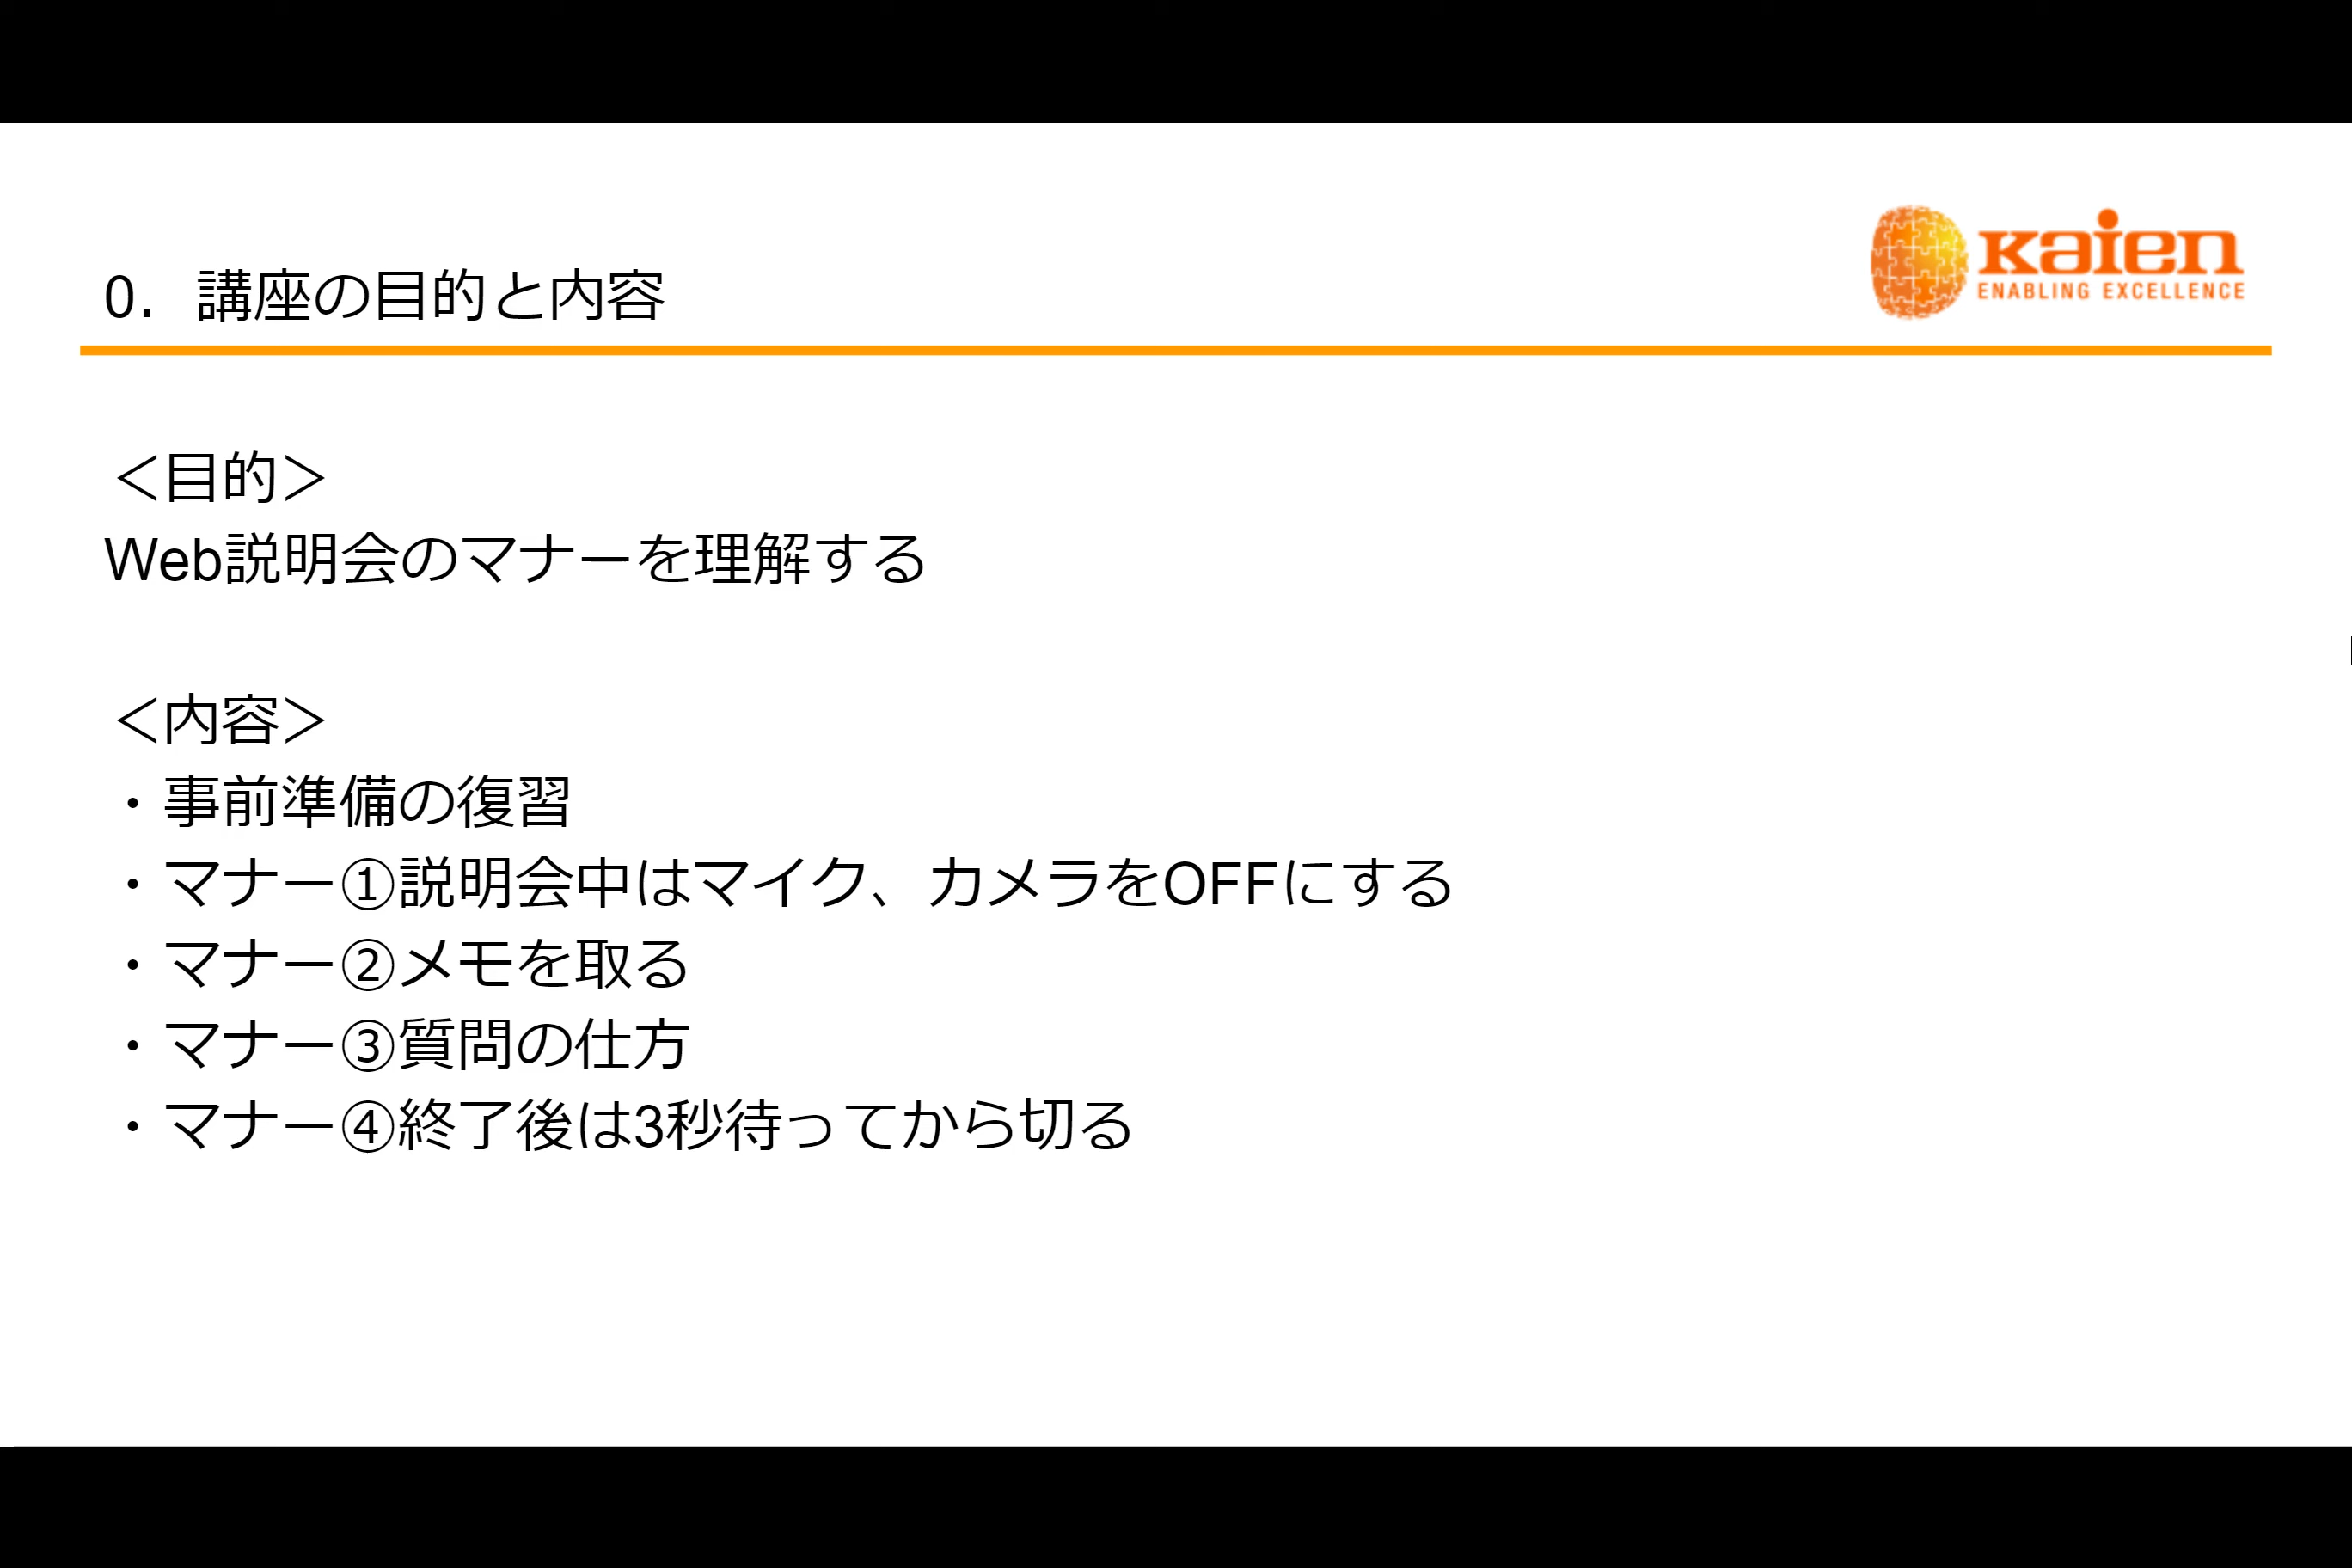 0. 講座の目的と内容
kaien
ENABLING EXCELLENCE
＜目的＞
Web説明会のマナーを理解する
＜内容＞
・事前準備の復習
・マナー①説明会中はマイク、カメラをOFFにする
・マナー②メモを取る
・マナー③質問の仕方
・マナー④終了後は3秒待ってから切る